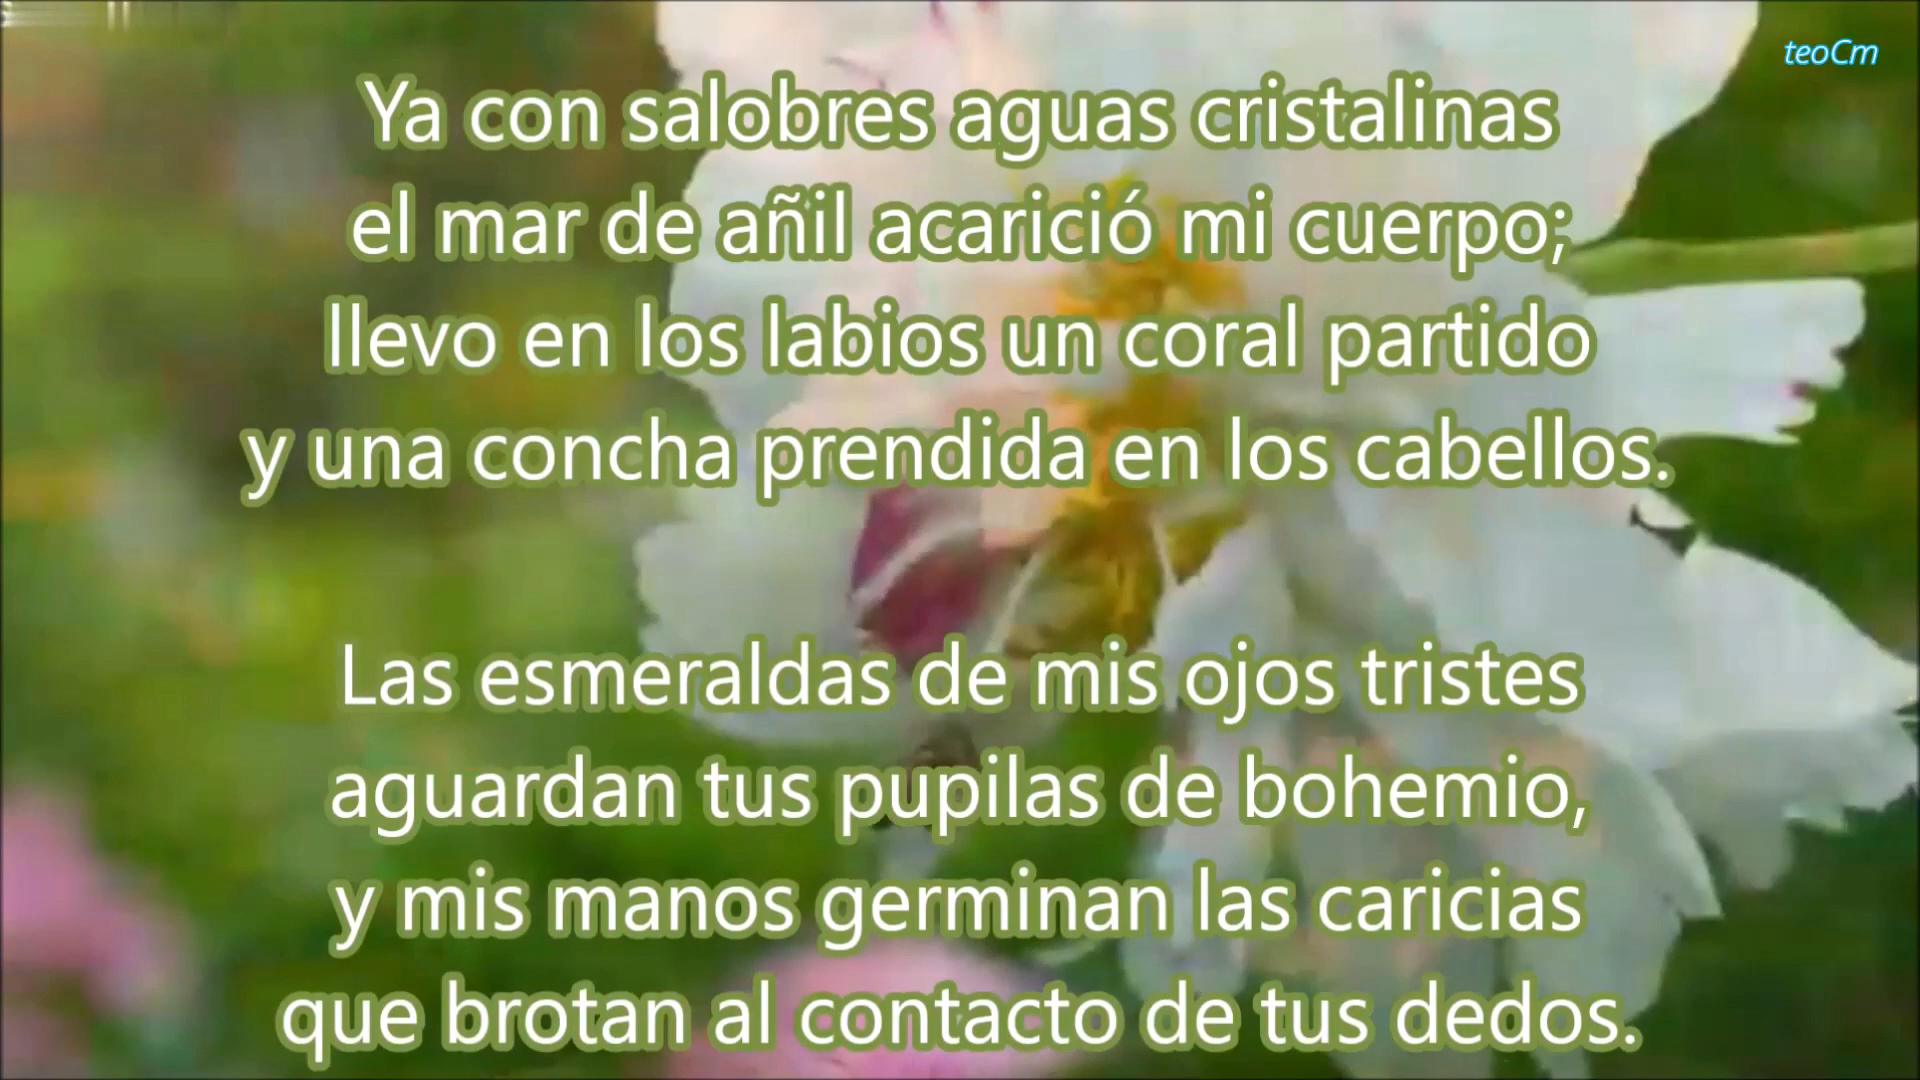 teoCm
Ya con salobres aguas cristalinas
el mar de añil acarició mi cuerpo;
llevo en los labios un coral partido
y una concha prendida en los cabellos.
Las esmeraldas de mis ojos tristes
aguardan tus pupilas de bohemio,
y mis manos germinan las caricias
que brotan al contacto de tus dedos.